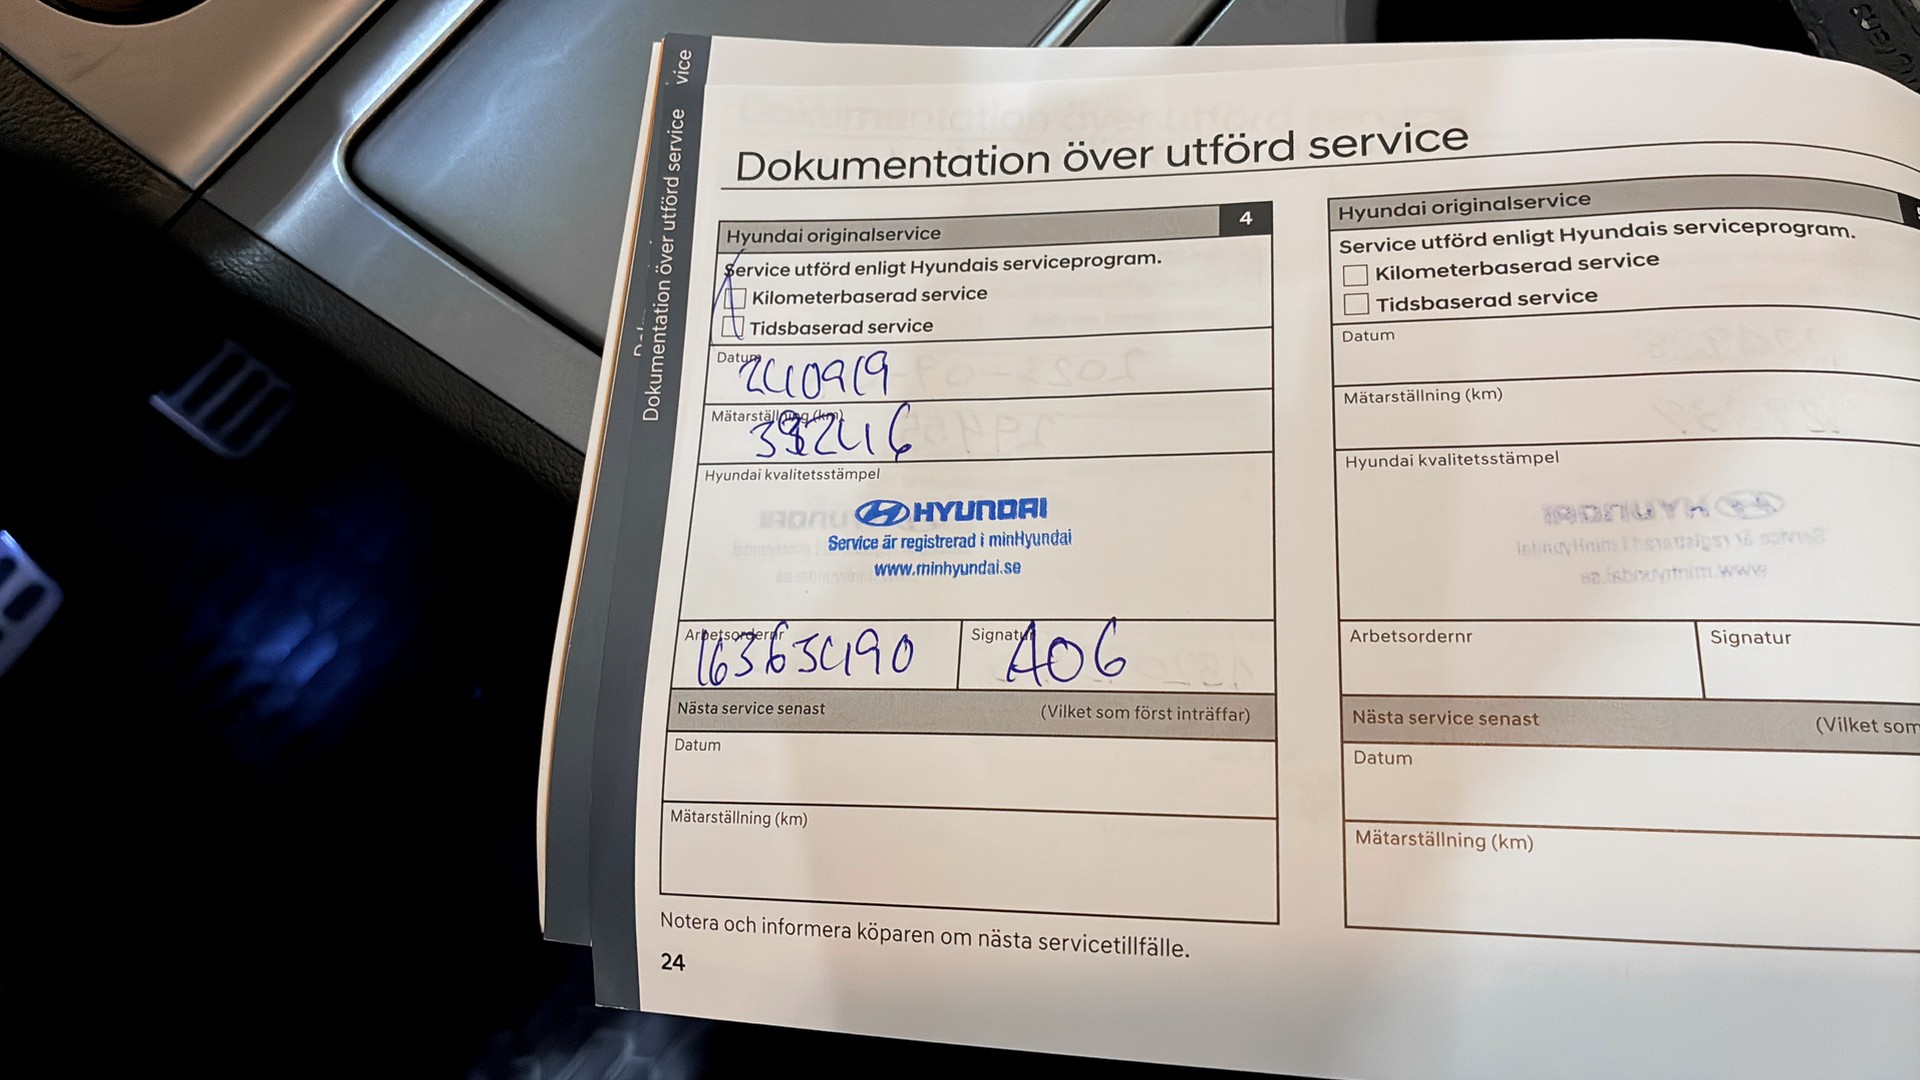 vice
Dokumentation över utförd service
Dokumentation över utförd service
Hyundai originalservice
4
Service utförd enligt Hyundais serviceprogram.
Kilometerbaserad service
Tidsbaserad service
Datum
240919
Mätarställning (km)
Hyundai kvalitetsstämpel
HYUNDAI
Service är registrerad i minHyundai
www.minhyundai.se
Arbetsordernr
16363490
Signatur
A06
Nästa service senast
(Vilket som först inträffar)
Datum
Mätarställning (km)
Notera och informera köparen om nästa servicetillfälle.
24
Hyundai originalservice
Service utförd enligt Hyundais serviceprogram.
Kilometerbaserad service
Tidsbaserad service
Datum
Mätarställning (km)
Hyundai kvalitetsstämpel
Arbetsordernr
Signatur
Nästa service senast
(Vilket som
Datum
Mätarställning (km)